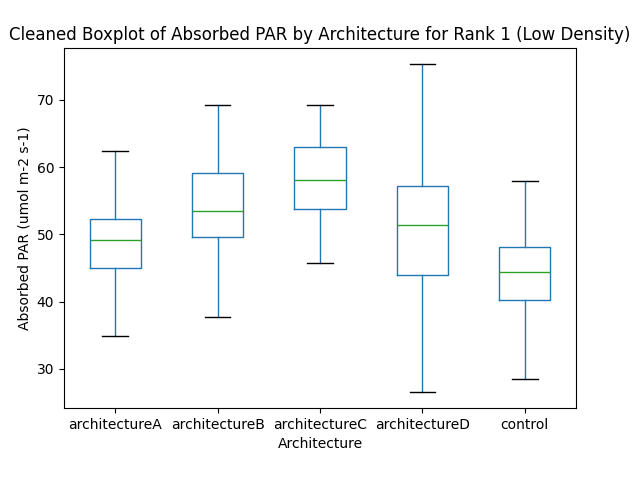 Cleaned Boxplot of Absorbed PAR by Architecture for Rank 1 (Low Density)
Absorbed PAR (umol m-2 s-1)
70
60
50
40
30
architectureA architectureB architectureC architectureD control
Architecture